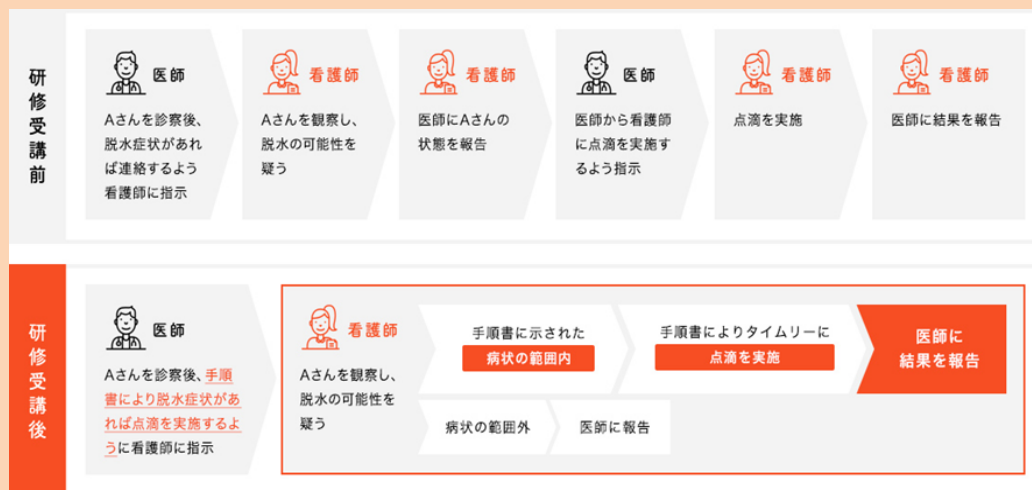 研修受講前
医師
Aさんを診察後、
脱水症状があれ
ば連絡するよう
看護師に指示
看護師
Aさんを観察し、
脱水の可能性を
疑う
看護師
医師にAさんの
状態を報告
医師
医師から看護師
に点滴を実施す
るよう指示
看護師
点滴を実施
看護師
医師に結果を報告
研修受講後
医師
Aさんを診察後、手順
書により脱水症状があ
れば点滴を実施するよ
うに看護師に指示
看護師
Aさんを観察し、
脱水の可能性を
疑う
手順書に示された
病状の範囲内
手順書によりタイムリーに
点滴を実施
医師に
結果を報告
病状の範囲外
医師に報告